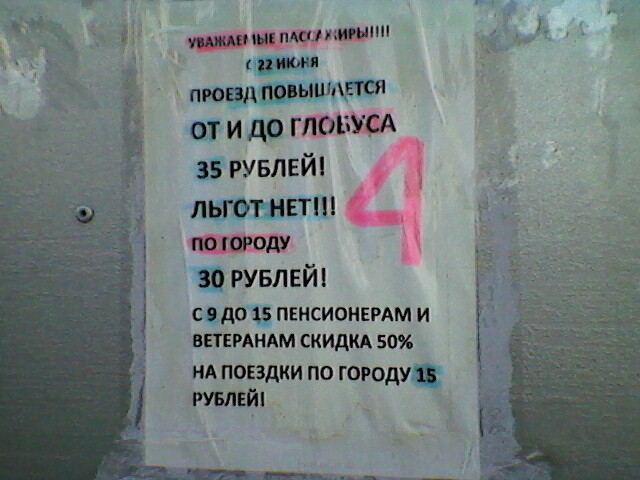 УВАЖАЕМЫЕ ПАССАЖИРЫ!!!!
С 22 ИЮНЯ
ПРОЕЗД ПОВЫШАЕТСЯ
ОТ И ДО ГЛОБУСА
35 РУБЛЕЙ!
ЛЬГОТ НЕТ!!!
4
ПО ГОРОДУ
30 РУБЛЕЙ!
С 9 ДО 15 ПЕНСИОНЕРАМ И
ВЕТЕРАНАМ СКИДКА 50%
НА ПОЕЗДКИ ПО ГОРОДУ 15
РУБЛЕЙ!